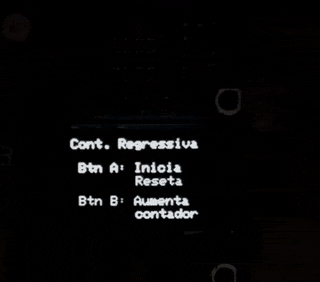 Cont. Regressiva
Btn A: Inicia
Reseta
Btn B: Aumenta
contador